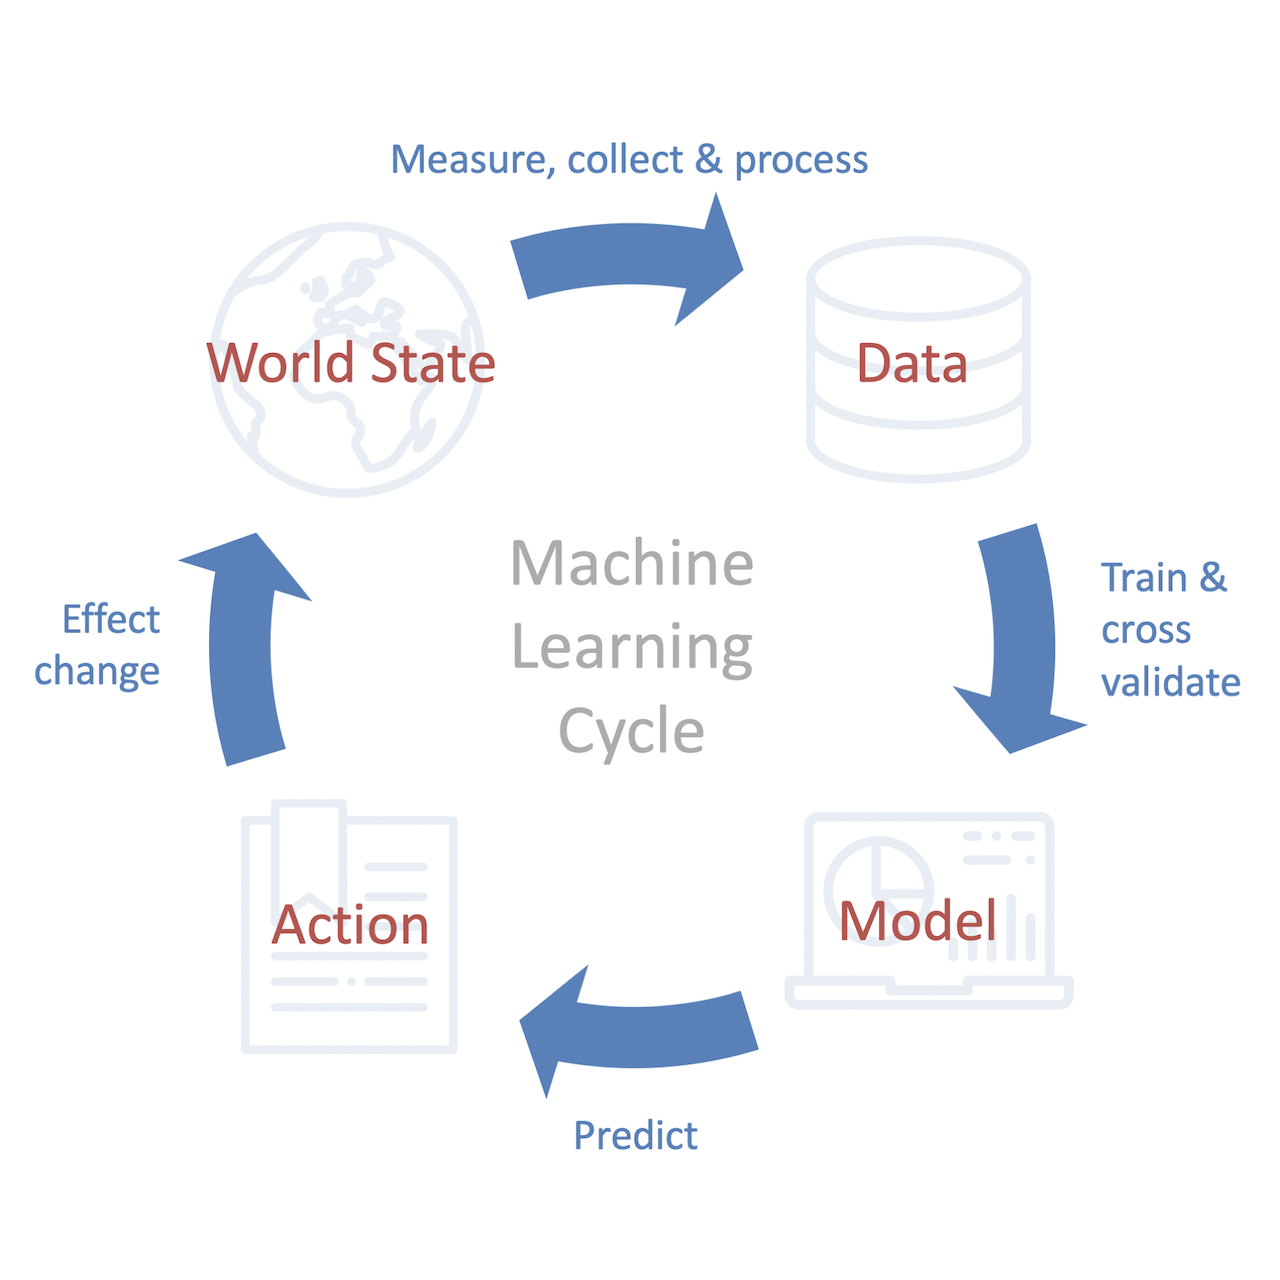 Measure, collect & process
World State
Data
Machine
Learning
Cycle
Train &
cross
validate
Effect
change
Action
Model
Predict